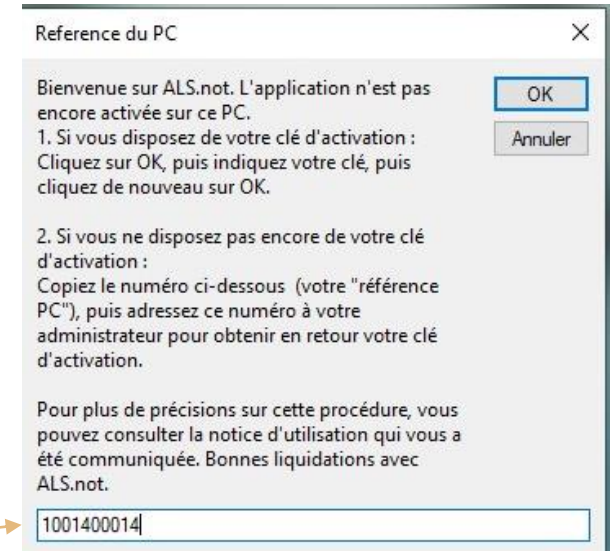 Reference du PC
Bienvenue sur ALS.not. L'application n'est pas
encore activée sur ce PC.
1. Si vous disposez de votre clé d'activation :
Cliquez sur OK, puis indiquez votre clé, puis
cliquez de nouveau sur OK.
2. Si vous ne disposez pas encore de votre clé
d'activation :
Copiez le numéro ci-dessous  (votre "référence
PC"), puis adressez ce numéro à votre
administrateur pour obtenir en retour votre clé
d'activation.
Pour plus de précisions sur cette procédure, vous
pouvez consulter la notice d'utilisation qui vous a
été communiquée. Bonnes liquidations avec
ALS.not.
OK
Annuler
1001400014